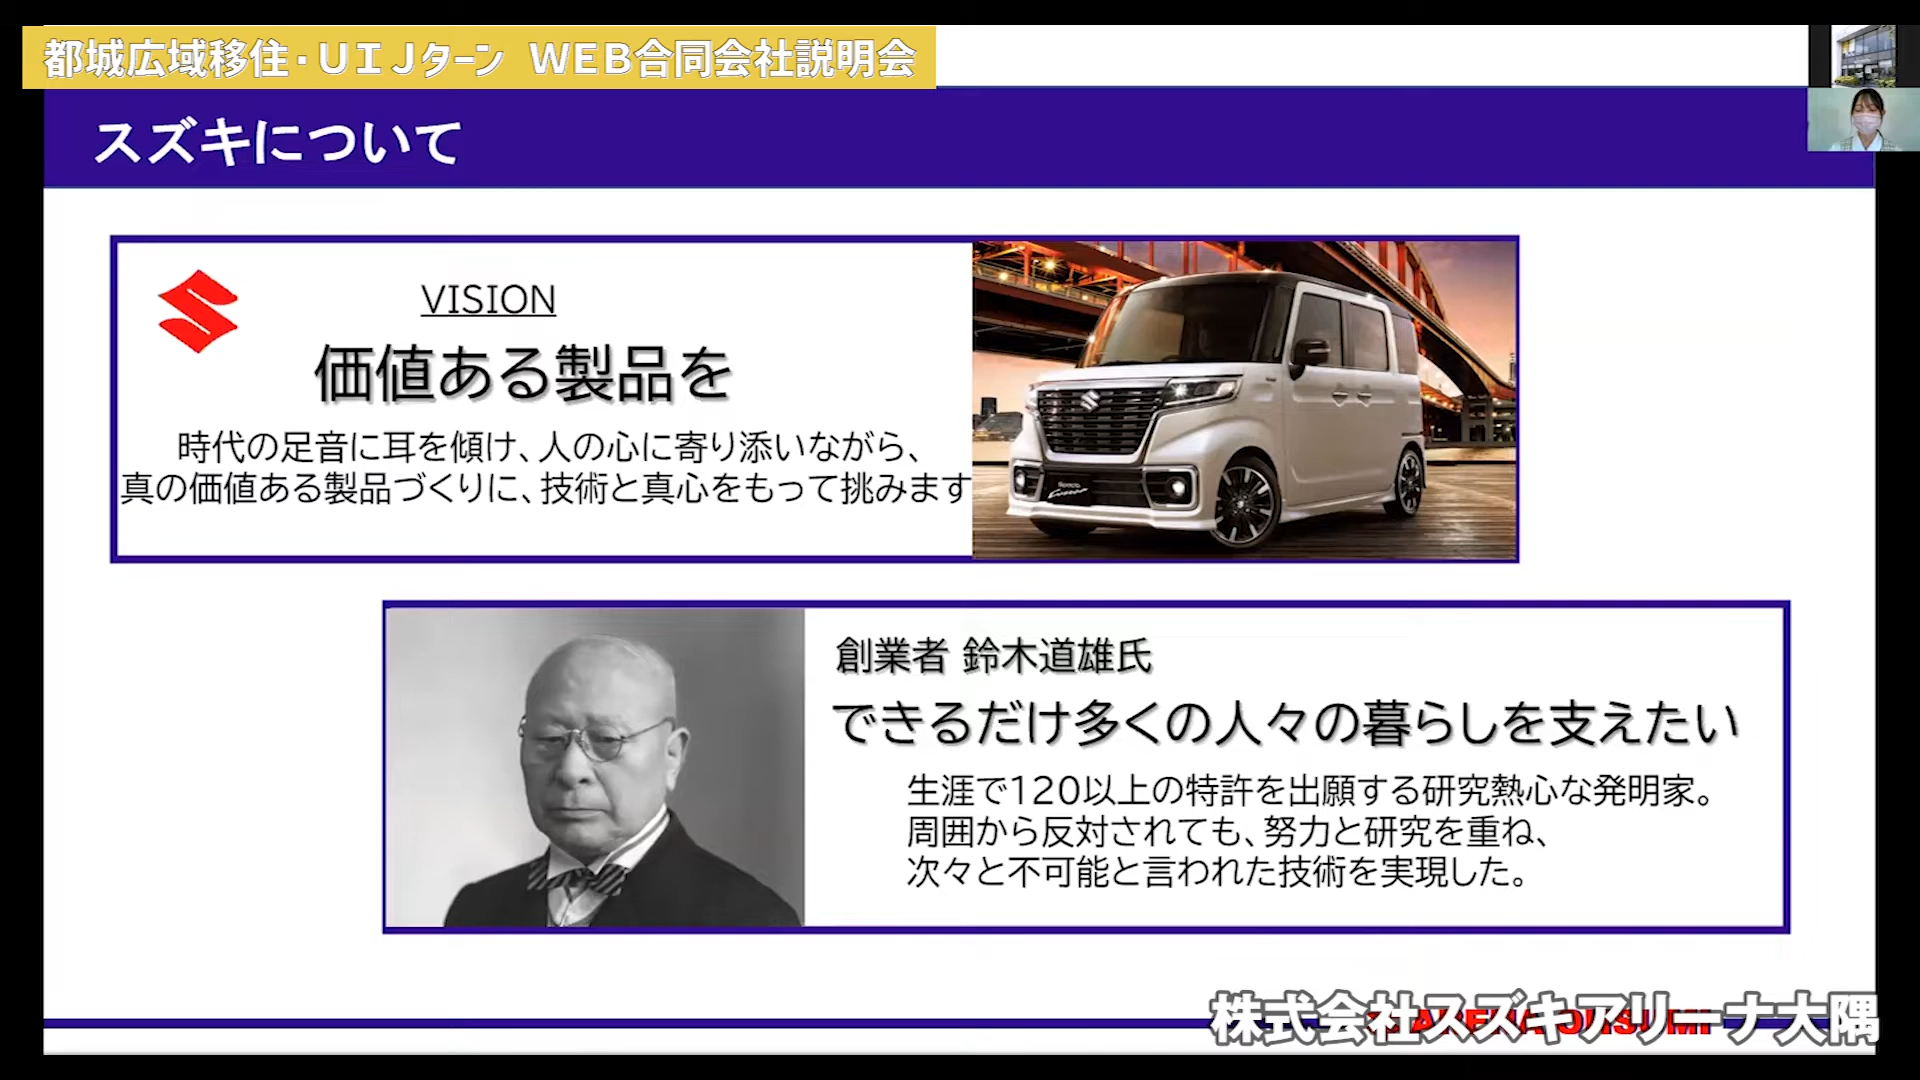 都城広域移住・ＵＩＪターン ＷＥＢ合同会社説明会
スズキについて
VISION
価値ある製品を
時代の足音に耳を傾け、人の心に寄り添いながら、
真の価値ある製品づくりに、技術と真心をもって挑みます
創業者 鈴木道雄氏
できるだけ多くの人々の暮らしを支えたい
生涯で120以上の特許を出願する研究熱心な発明家。
周囲から反対されても、努力と研究を重ね、
次々と不可能と言われた技術を実現した。
株式会社スズキアリーナ大隅